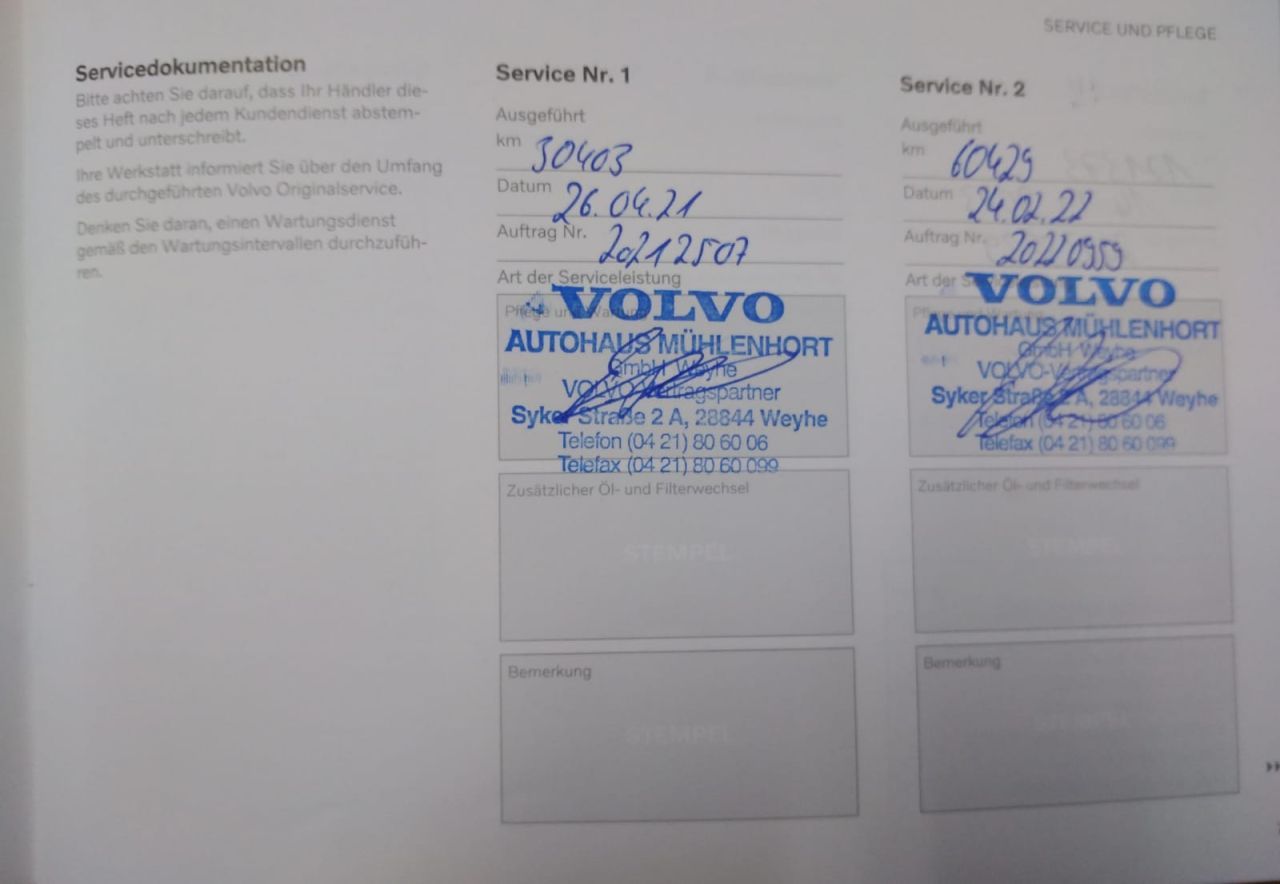 SERVICE UND PFLEGE
Servicedokumentation
Bitte achten Sie darauf, dass Ihr Händler die-
ses Heft nach jedem Kundendienst abstem-
pelt und unterschreibt.
Ihre Werkstatt informiert Sie über den Umfang
des durchgeführten Volvo Originalservice.
Denken Sie daran, einen Wartungsdienst
gemäß den Wartungsintervallen durchzufüh-
ren.
Service Nr. 1
Ausgeführt
km 30403
Datum 26.04.21
Auftrag Nr. 20212507
Art der Serviceleistung
Pflege und Wartung
VOLVO
AUTOHAUS MÜHLENHORT
GmbH Weyhe
VOLVO-Vertragspartner
Syker Straße 2 A, 28844 Weyhe
Telefon (04 21) 80 60 06
Telefax (04 21) 80 60 099
Zusätzlicher Öl- und Filterwechsel
STEMPEL
Bemerkung
STEMPEL
Service Nr. 2
Ausgeführt
km 60429
Datum 24.02.22
Auftrag Nr. 20220959
Art der
VOLVO
AUTOHAUS MÜHLENHORT
GmbH Weyhe
VOLVO-Vertragspartner
Syker Straße 2 A, 28844 Weyhe
Telefon (04 21) 80 60 06
Telefax (04 21) 80 60 099
Zusätzlicher Öl- und Filterwechsel
STEMPEL
Bemerkung
STEMPEL